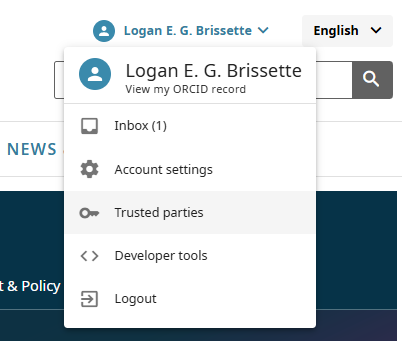 Logan E. G. Brissette
English
Logan E. G. Brissette
View my ORCID record
NEWS
Inbox (1)
Account settings
Trusted parties
Developer tools
t & Policy
Logout